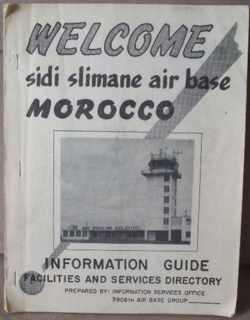 WELCOME
sidi slimane air base
MOROCCO
INFORMATION GUIDE
FACILITIES AND SERVICES DIRECTORY
PREPARED BY: INFORMATION SERVICES OFFICE
3906TH AIR BASE GROUP